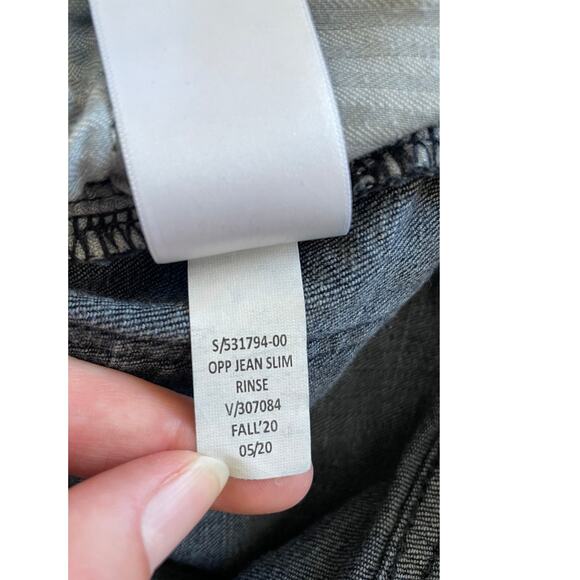 S/531794-00
OPP JEAN SLIM
RINSE
V/307084
FALL'20
05/20